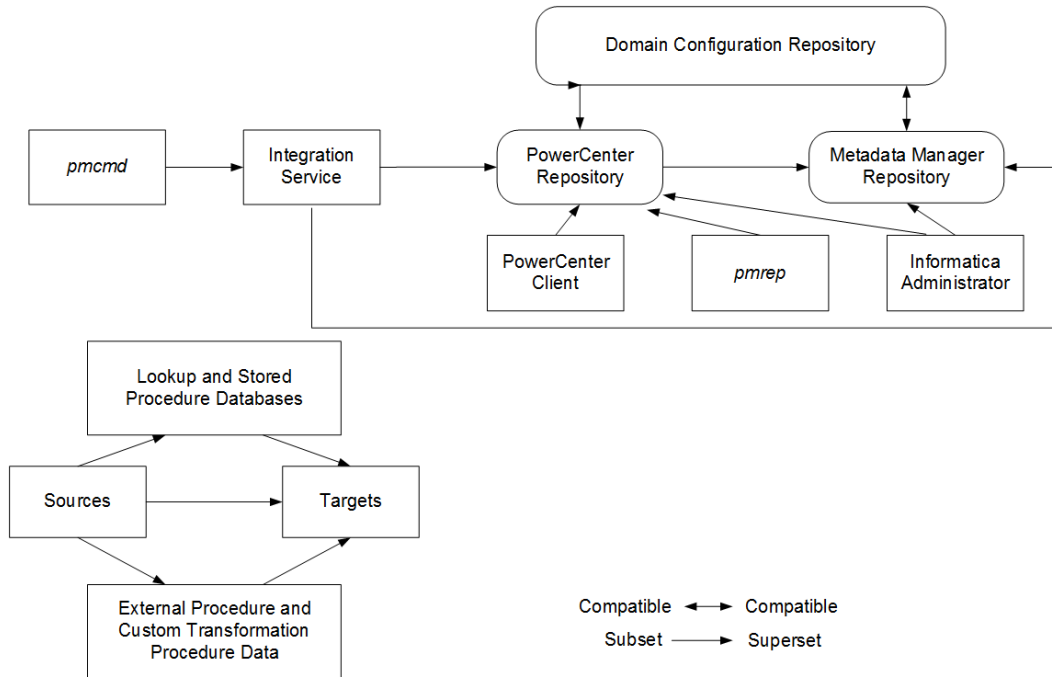 Domain Configuration Repository
pmcmd
Integration
Service
PowerCenter
Repository
Metadata Manager
Repository
PowerCenter
Client
pmrep
Informatica
Administrator
Lookup and Stored
Procedure Databases
Sources
Targets
External Procedure and
Custom Transformation
Procedure Data
Compatible Compatible
Subset Superset